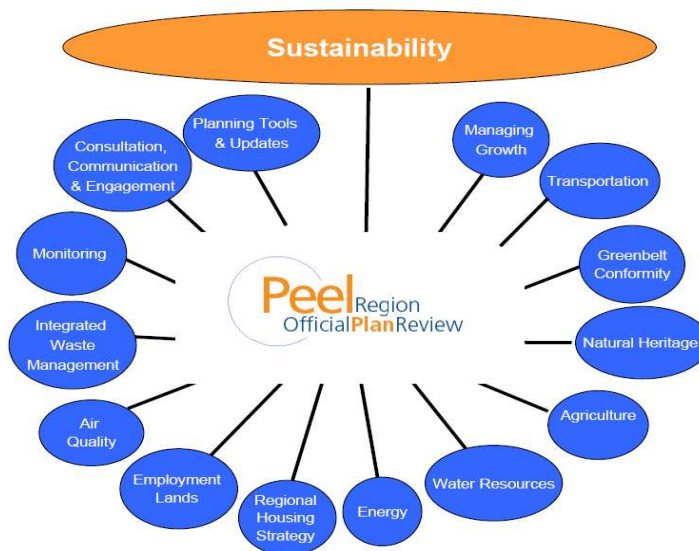 Sustainability
Planning Tools
& Updates
Managing
Growth
Consultation,
Communication
& Engagement
Transportation
Monitoring
Greenbelt
Conformity
Peel Region
Official Plan Review
Integrated
Waste
Management
Natural Heritage
Air
Quality
Agriculture
Employment
Lands
Regional
Housing
Strategy
Energy
Water Resources